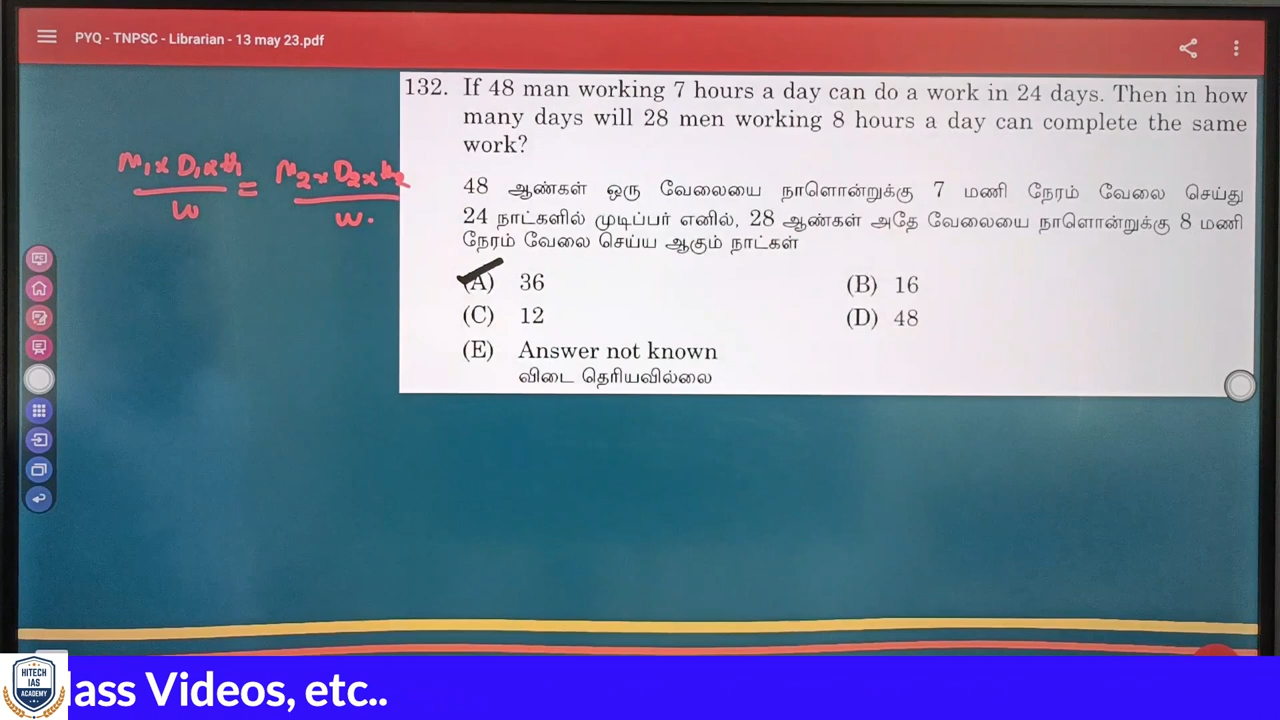 PYQ - TNPSC - Librarian - 13 may 23.pdf
132. If 48 man working 7 hours a day can do a work in 24 days. Then in how
many days will 28 men working 8 hours a day can complete the same
work?
M₁ x D₁ x h₁ = M₂ x D₂ x h₂
W W.
48 ஆண்கள் ஒரு வேலையை நாளொன்றுக்கு 7 மணி நேரம் வேலை செய்து
24 நாட்களில் முடிப்பர் எனில், 28 ஆண்கள் அதே வேலையை நாளொன்றுக்கு 8 மணி
நேரம் வேலை செய்ய ஆகும் நாட்கள்
(A) 36 (B) 16
(C) 12 (D) 48
(E) Answer not known
விடை தெரியவில்லை
HITECH
IAS
ACADEMY
ass Videos, etc..